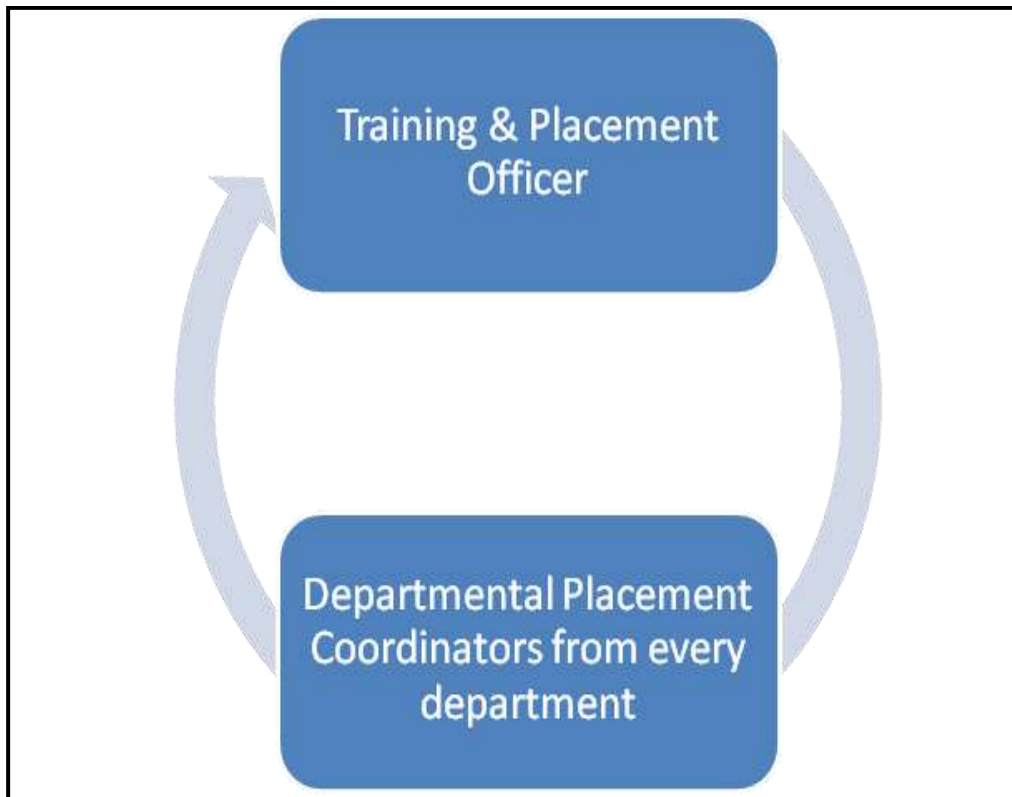 Training & Placement
Officer
Departmental Placement
Coordinators from every
department